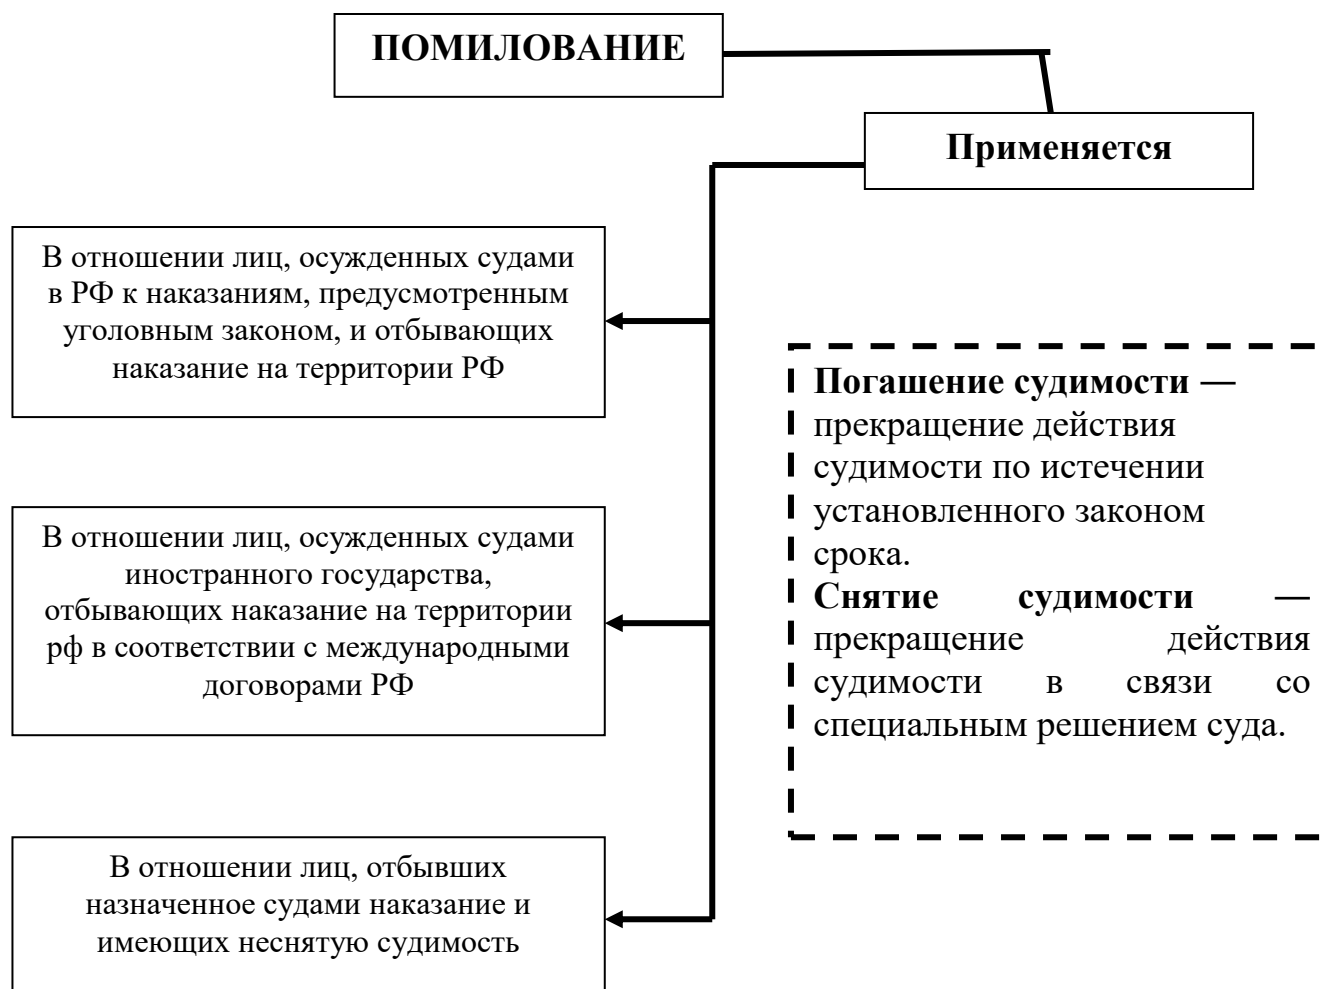 ПОМИЛОВАНИЕ
Применяется
В отношении лиц, осужденных судами
в РФ к наказаниям, предусмотренным
уголовным законом, и отбывающих
наказание на территории РФ
В отношении лиц, осужденных судами
иностранного государства,
отбывающих наказание на территории
рф в соответствии с международными
договорами РФ
В отношении лиц, отбывших
назначенное судами наказание и
имеющих неснятую судимость
Погашение судимости —
прекращение действия
судимости по истечении
установленного законом
срока.
Снятие судимости —
прекращение действия
судимости в связи со
специальным решением суда.